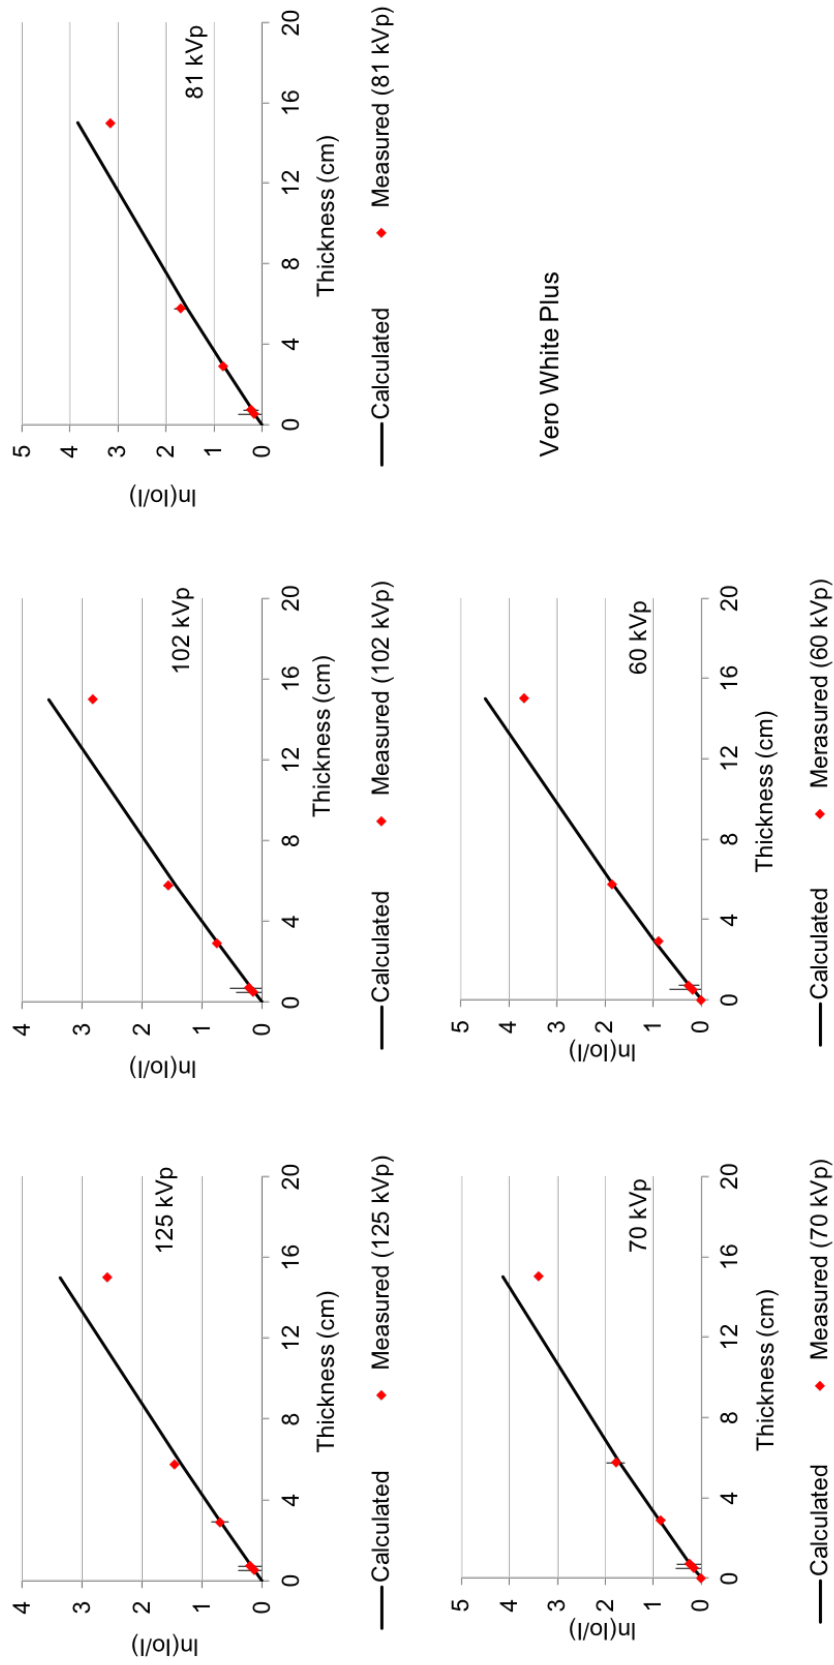 4
3
2
1
0
ln(Io/I)
125 kVp
0 4 8 12 16 20
Thickness (cm)
Calculated
Measured (125 kVp)
4
3
2
1
0
ln(Io/I)
102 kVp
0 4 8 12 16 20
Thickness (cm)
Calculated
Measured (102 kVp)
5
4
3
2
1
0
ln(Io/I)
81 kVp
0 4 8 12 16 20
Thickness (cm)
Calculated
Measured (81 kVp)
5
4
3
2
1
0
ln(Io/I)
70 kVp
0 4 8 12 16 20
Thickness (cm)
Calculated
Measured (70 kVp)
5
4
3
2
1
0
ln(Io/I)
60 kVp
0 4 8 12 16 20
Thickness (cm)
Calculated
Merasured (60 kVp)
Vero White Plus